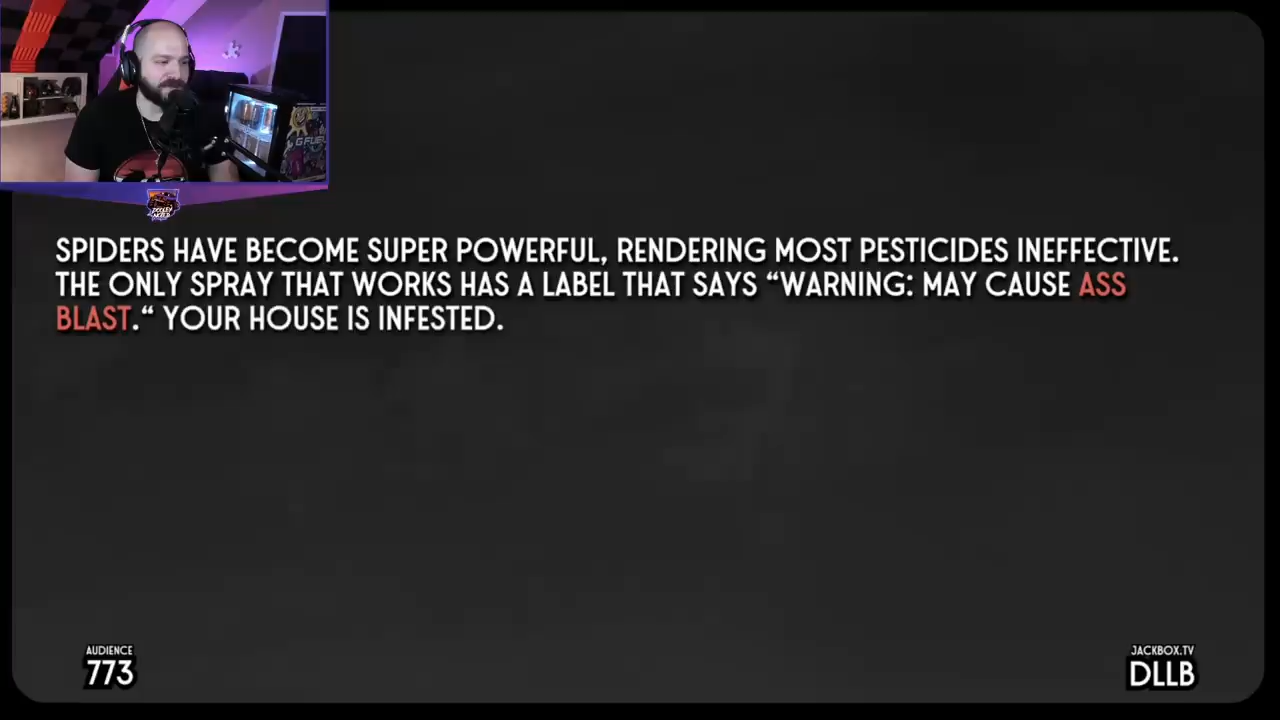 G FUEL
SPIDERS HAVE BECOME SUPER POWERFUL, RENDERING MOST PESTICIDES INEFFECTIVE.
THE ONLY SPRAY THAT WORKS HAS A LABEL THAT SAYS “WARNING: MAY CAUSE ASS
BLAST.“ YOUR HOUSE IS INFESTED.
AUDIENCE
773
JACKBOX.TV
DLLB